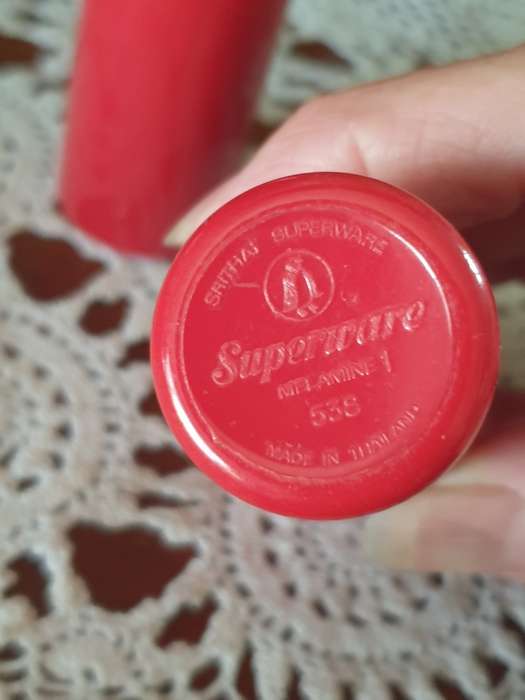 SRITHAI SUPERWARE
Superware
MELAMINE 1
538
MADE IN THAILAND